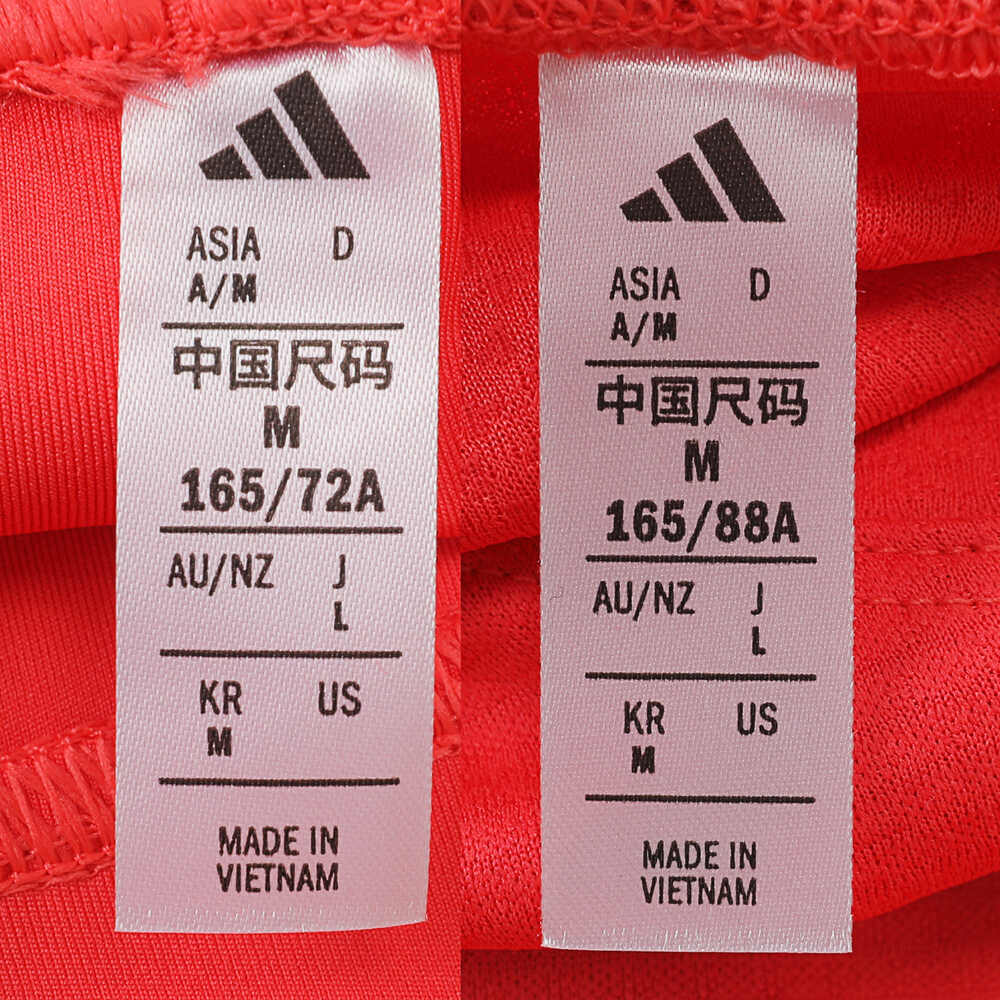 ASIA D
A/M
中国尺码
M
165/72A
AU/NZ J
L
KR US
M
MADE IN
VIETNAM
ASIA D
A/M
中国尺码
M
165/88A
AU/NZ J
L
KR US
M
MADE IN
VIETNAM